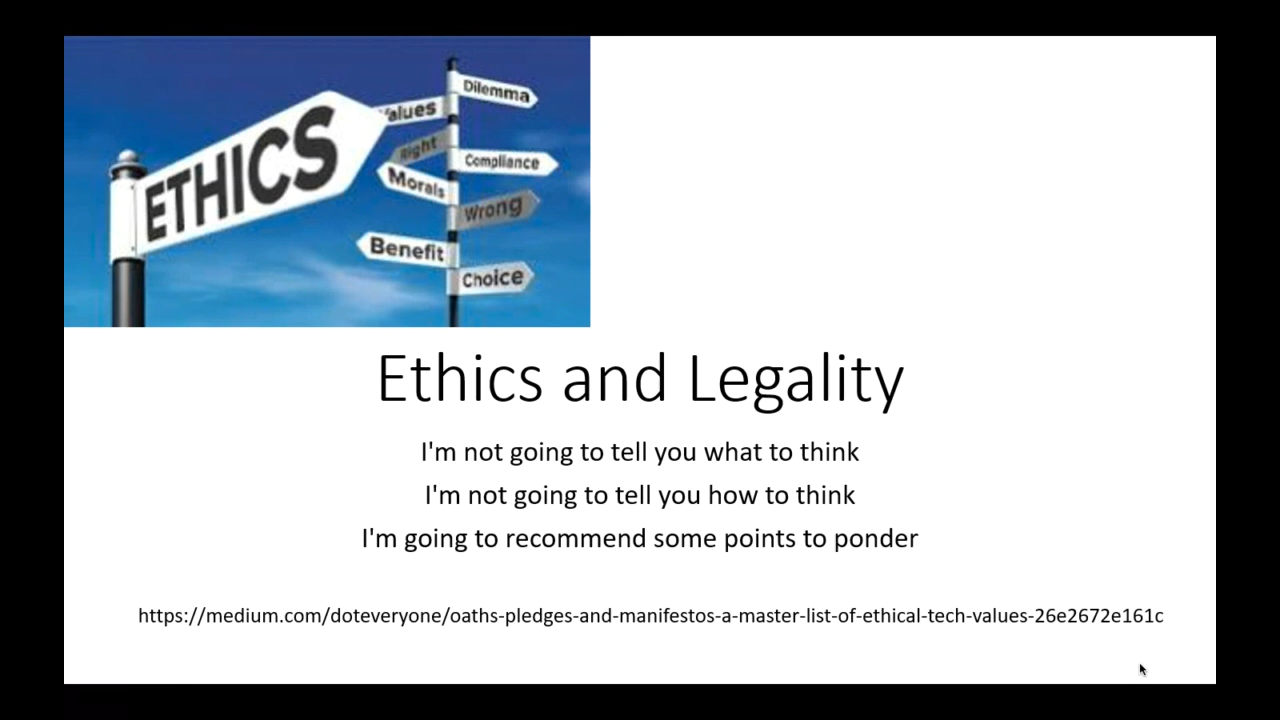 ETHICS
Values
Dilemma
Right
Compliance
Morals
Wrong
Benefit
Choice
Ethics and Legality
I'm not going to tell you what to think
I'm not going to tell you how to think
I'm going to recommend some points to ponder
https://medium.com/doteveryone/oaths-pledges-and-manifestos-a-master-list-of-ethical-tech-values-26e2672e161c